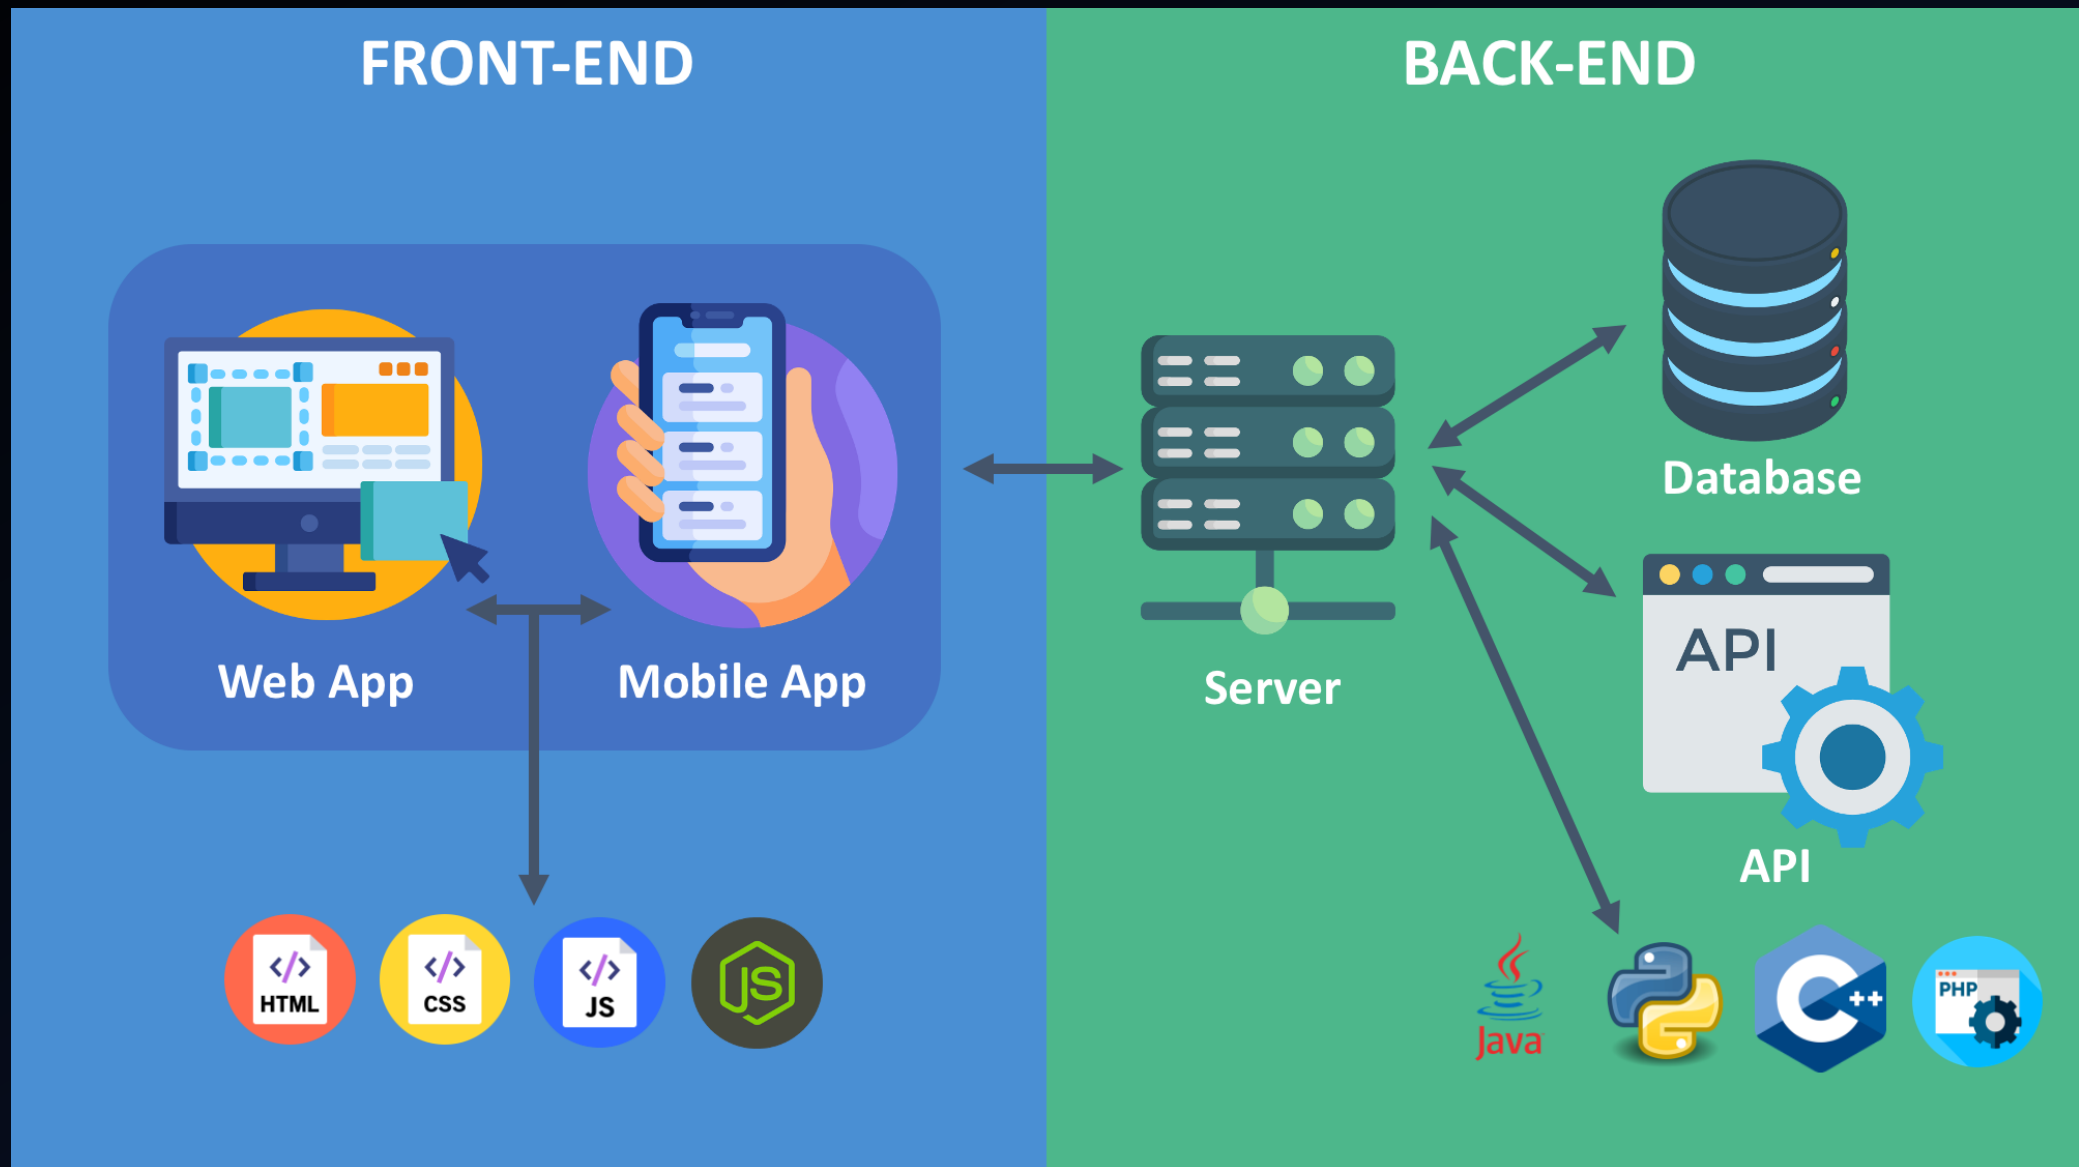 FRONT-END
BACK-END
Web App
Mobile App
Server
Database
API
API
HTML
CSS
JS
JS
Java
C++
PHP